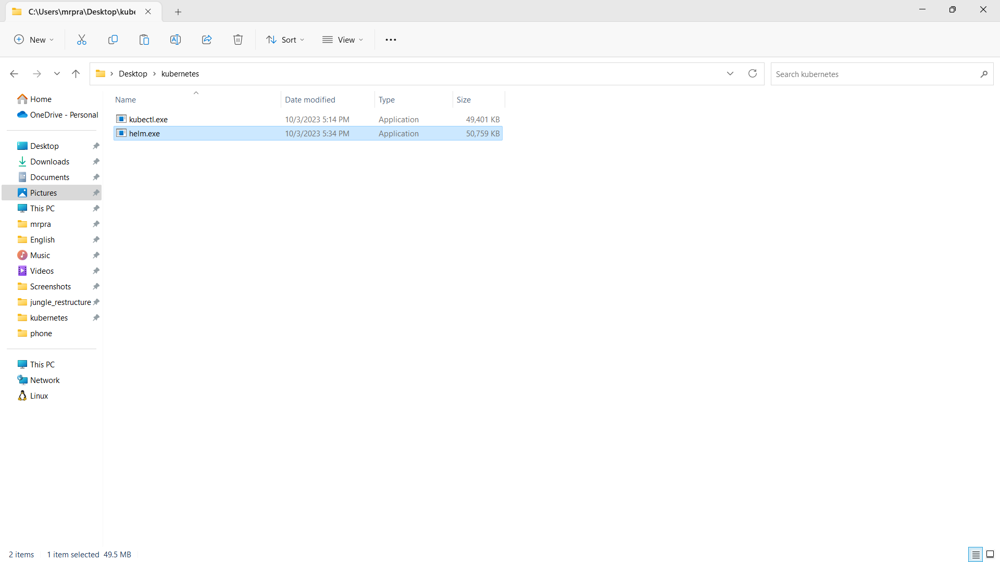 C:\Users\mrpra\Desktop\kube
New
Sort
View
Desktop
kubernetes
Search kubernetes
Home
OneDrive - Personal
Desktop
Downloads
Documents
Pictures
This PC
mrpra
English
Music
Videos
Screenshots
jungle_restructure
kubernetes
phone
This PC
Network
Linux
Name Date modified Type Size
kubectl.exe 10/3/2023 5:14 PM Application 49,401 KB
helm.exe 10/3/2023 5:34 PM Application 50,759 KB
2 items 1 item selected 49.5 MB